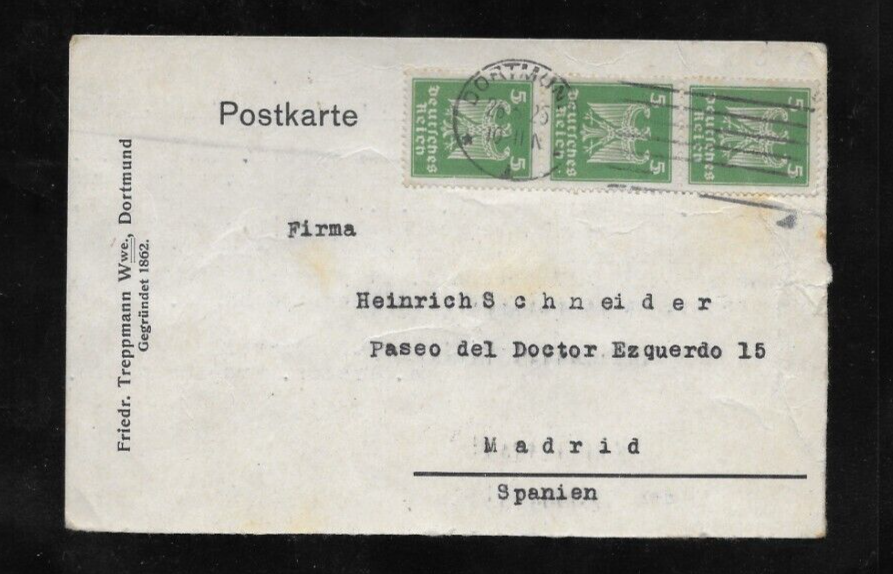 Postkarte
Friedr. Treppmann Wwe., Dortmund
Gegründet 1862.
5 5
Deutsches
Reich
5 5
Deutsches
Reich
5 5
Deutsches
Reich
DORTMUND
Firma
Heinrich S c h n e i d e r
Paseo del Doctor Ezquerdo 15
M a d r i d
Spanien